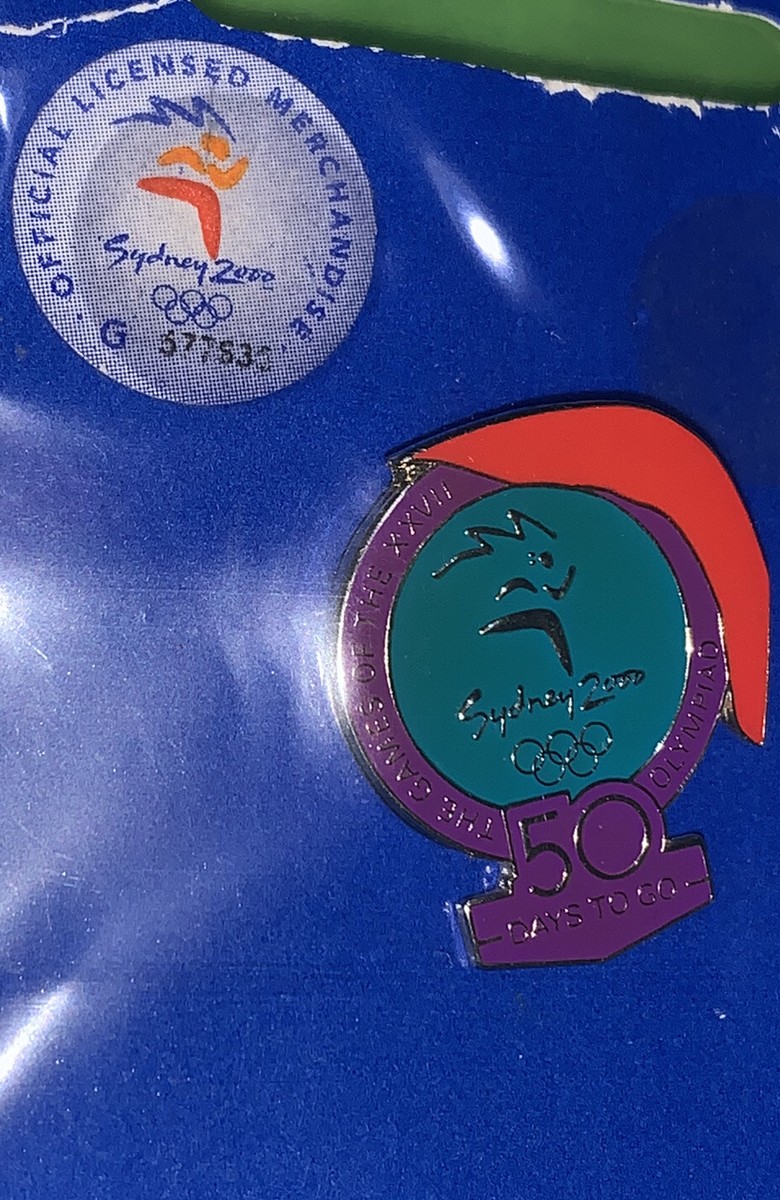 · OFFICIAL LICENSED MERCHANDISE ·
Sydney 2000
G
THE GAMES OF THE XXVII OLYMPIAD
Sydney 2000
50
DAYS TO GO